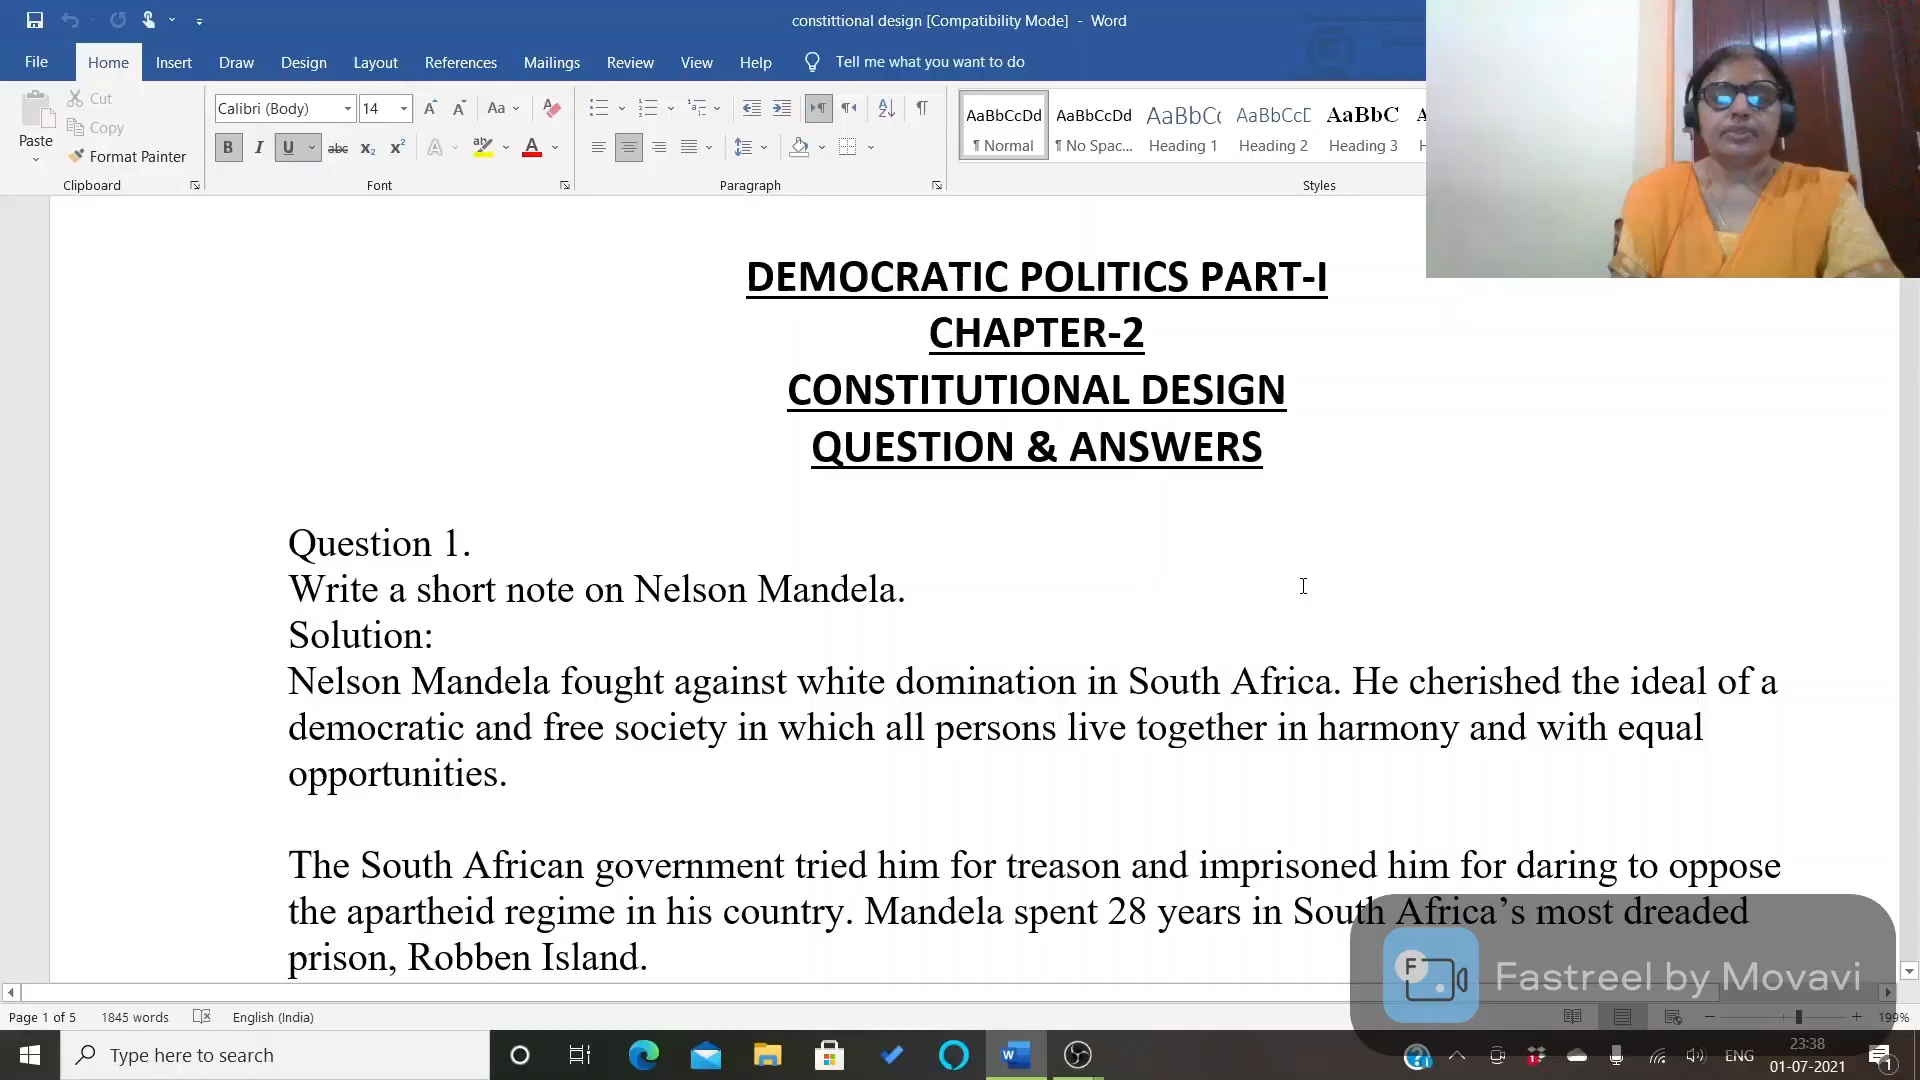 constittional design [Compatibility Mode] - Word
File Home Insert Draw Design Layout References Mailings Review View Help Tell me what you want to do
Cut
Copy
Paste
Format Painter
Clipboard
Calibri (Body) 14
Font
Paragraph
AaBbCcDd AaBbCcDd AaBbC AaBbCcD AaBbC
¶ Normal ¶ No Spac... Heading 1 Heading 2 Heading 3
Styles
DEMOCRATIC POLITICS PART-I
CHAPTER-2
CONSTITUTIONAL DESIGN
QUESTION & ANSWERS
Question 1.
Write a short note on Nelson Mandela.
Solution:
Nelson Mandela fought against white domination in South Africa. He cherished the ideal of a
democratic and free society in which all persons live together in harmony and with equal
opportunities.
The South African government tried him for treason and imprisoned him for daring to oppose
the apartheid regime in his country. Mandela spent 28 years in South Africa’s most dreaded
prison, Robben Island.
Fastreel by Movavi
Page 1 of 5 1845 words English (India) 199%
Type here to search
ENG
23:38
01-07-2021